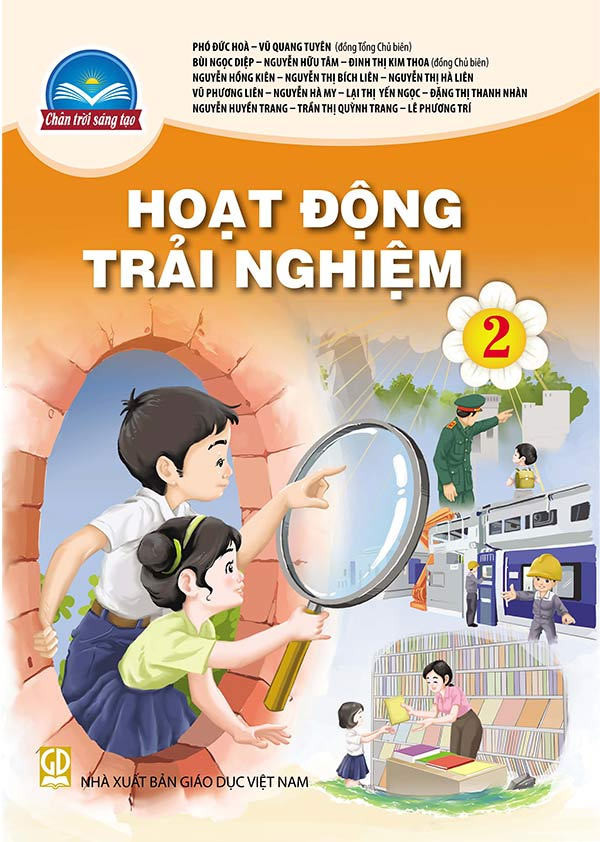 PHÓ ĐỨC HOÀ – VŨ QUANG TUYÊN (đồng Tổng Chủ biên)
BÙI NGỌC DIỆP – NGUYỄN HỮU TÂM – ĐINH THỊ KIM THOA (đồng Chủ biên)
NGUYỄN HỒNG KIÊN – NGUYỄN THỊ BÍCH LIÊN – NGUYỄN THỊ HÀ LIÊN
VŨ PHƯƠNG LIÊN – NGUYỄN HÀ MY – LẠI THỊ YẾN NGỌC – ĐẶNG THỊ THANH NHÀN
NGUYỄN HUYỀN TRANG – TRẦN THỊ QUỲNH TRANG – LÊ PHƯƠNG TRÍ
Chân trời sáng tạo
HOẠT ĐỘNG
TRẢI NGHIỆM
2
GD
NHÀ XUẤT BẢN GIÁO DỤC VIỆT NAM